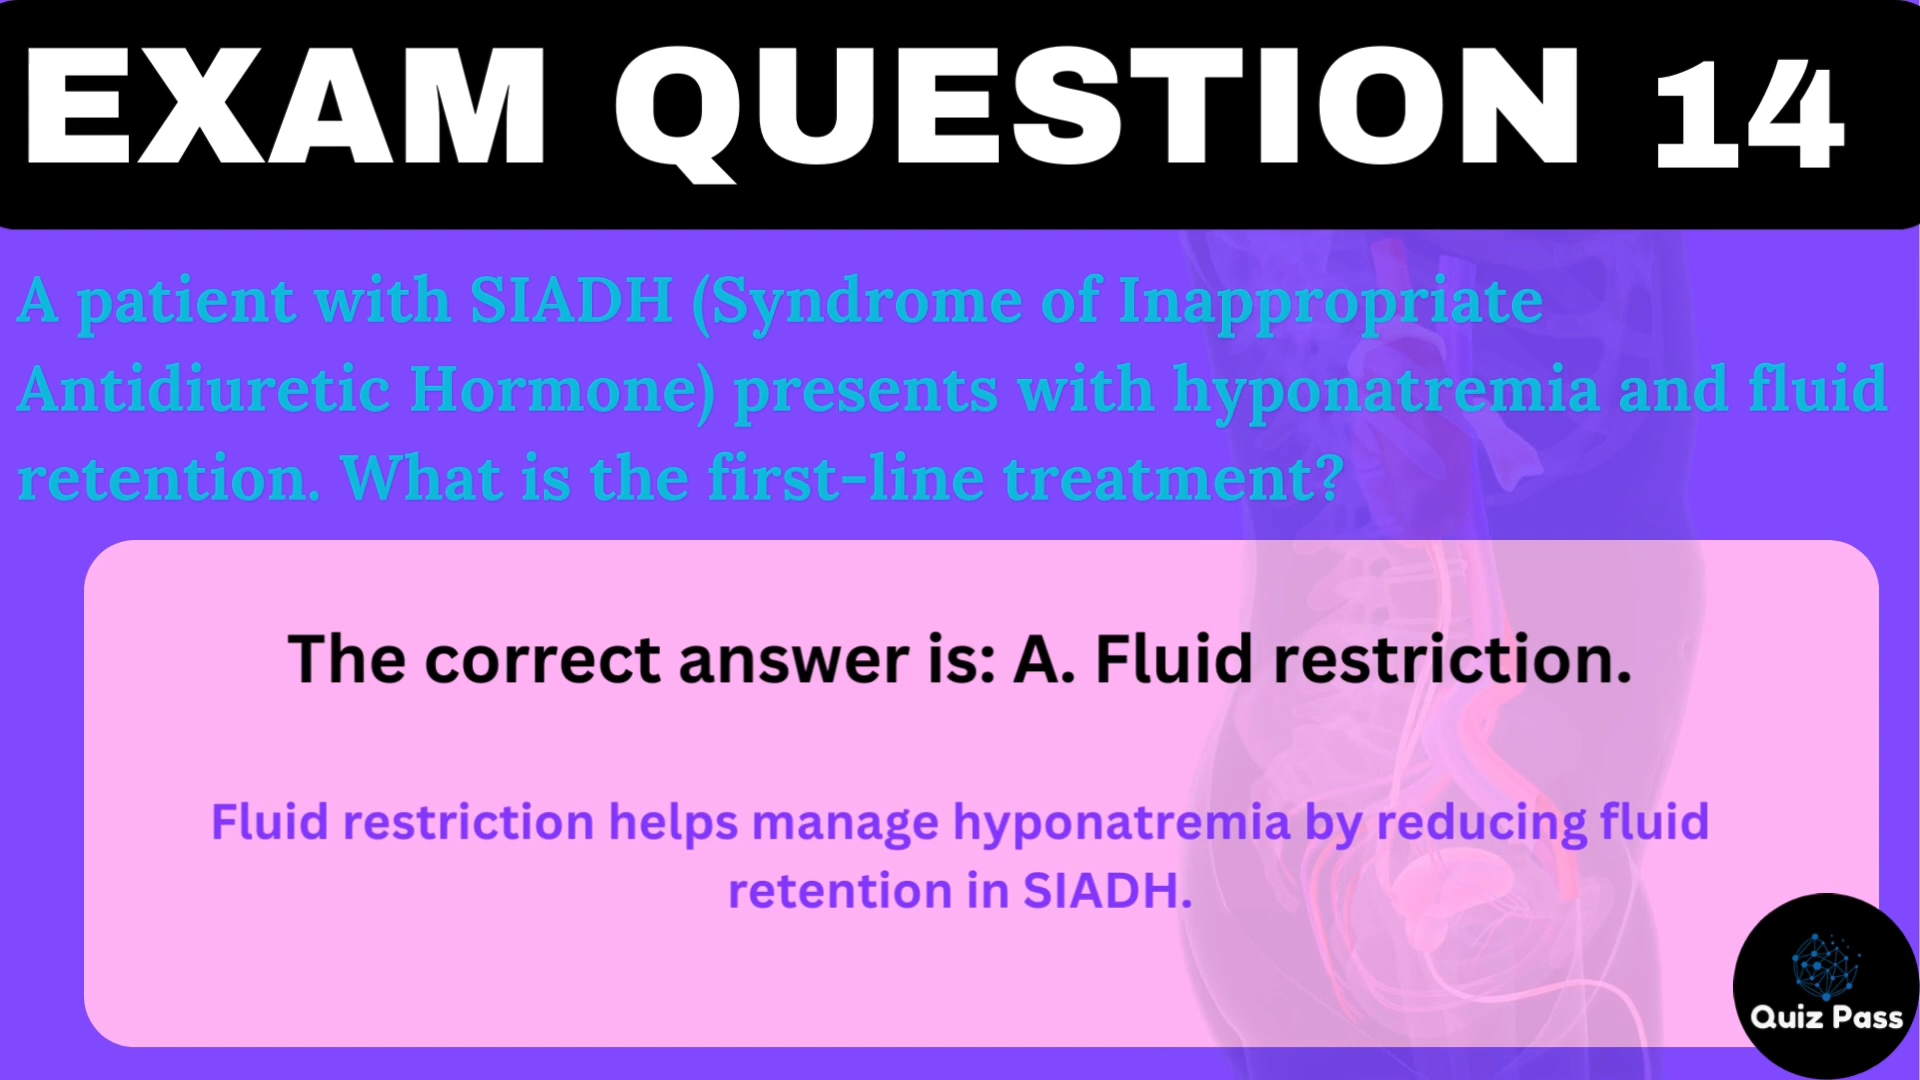 EXAM QUESTION 14
A patient with SIADH (Syndrome of Inappropriate
Antidiuretic Hormone) presents with hyponatremia and fluid
retention. What is the first-line treatment?
The correct answer is: A. Fluid restriction.
Fluid restriction helps manage hyponatremia by reducing fluid
retention in SIADH.
Quiz Pass